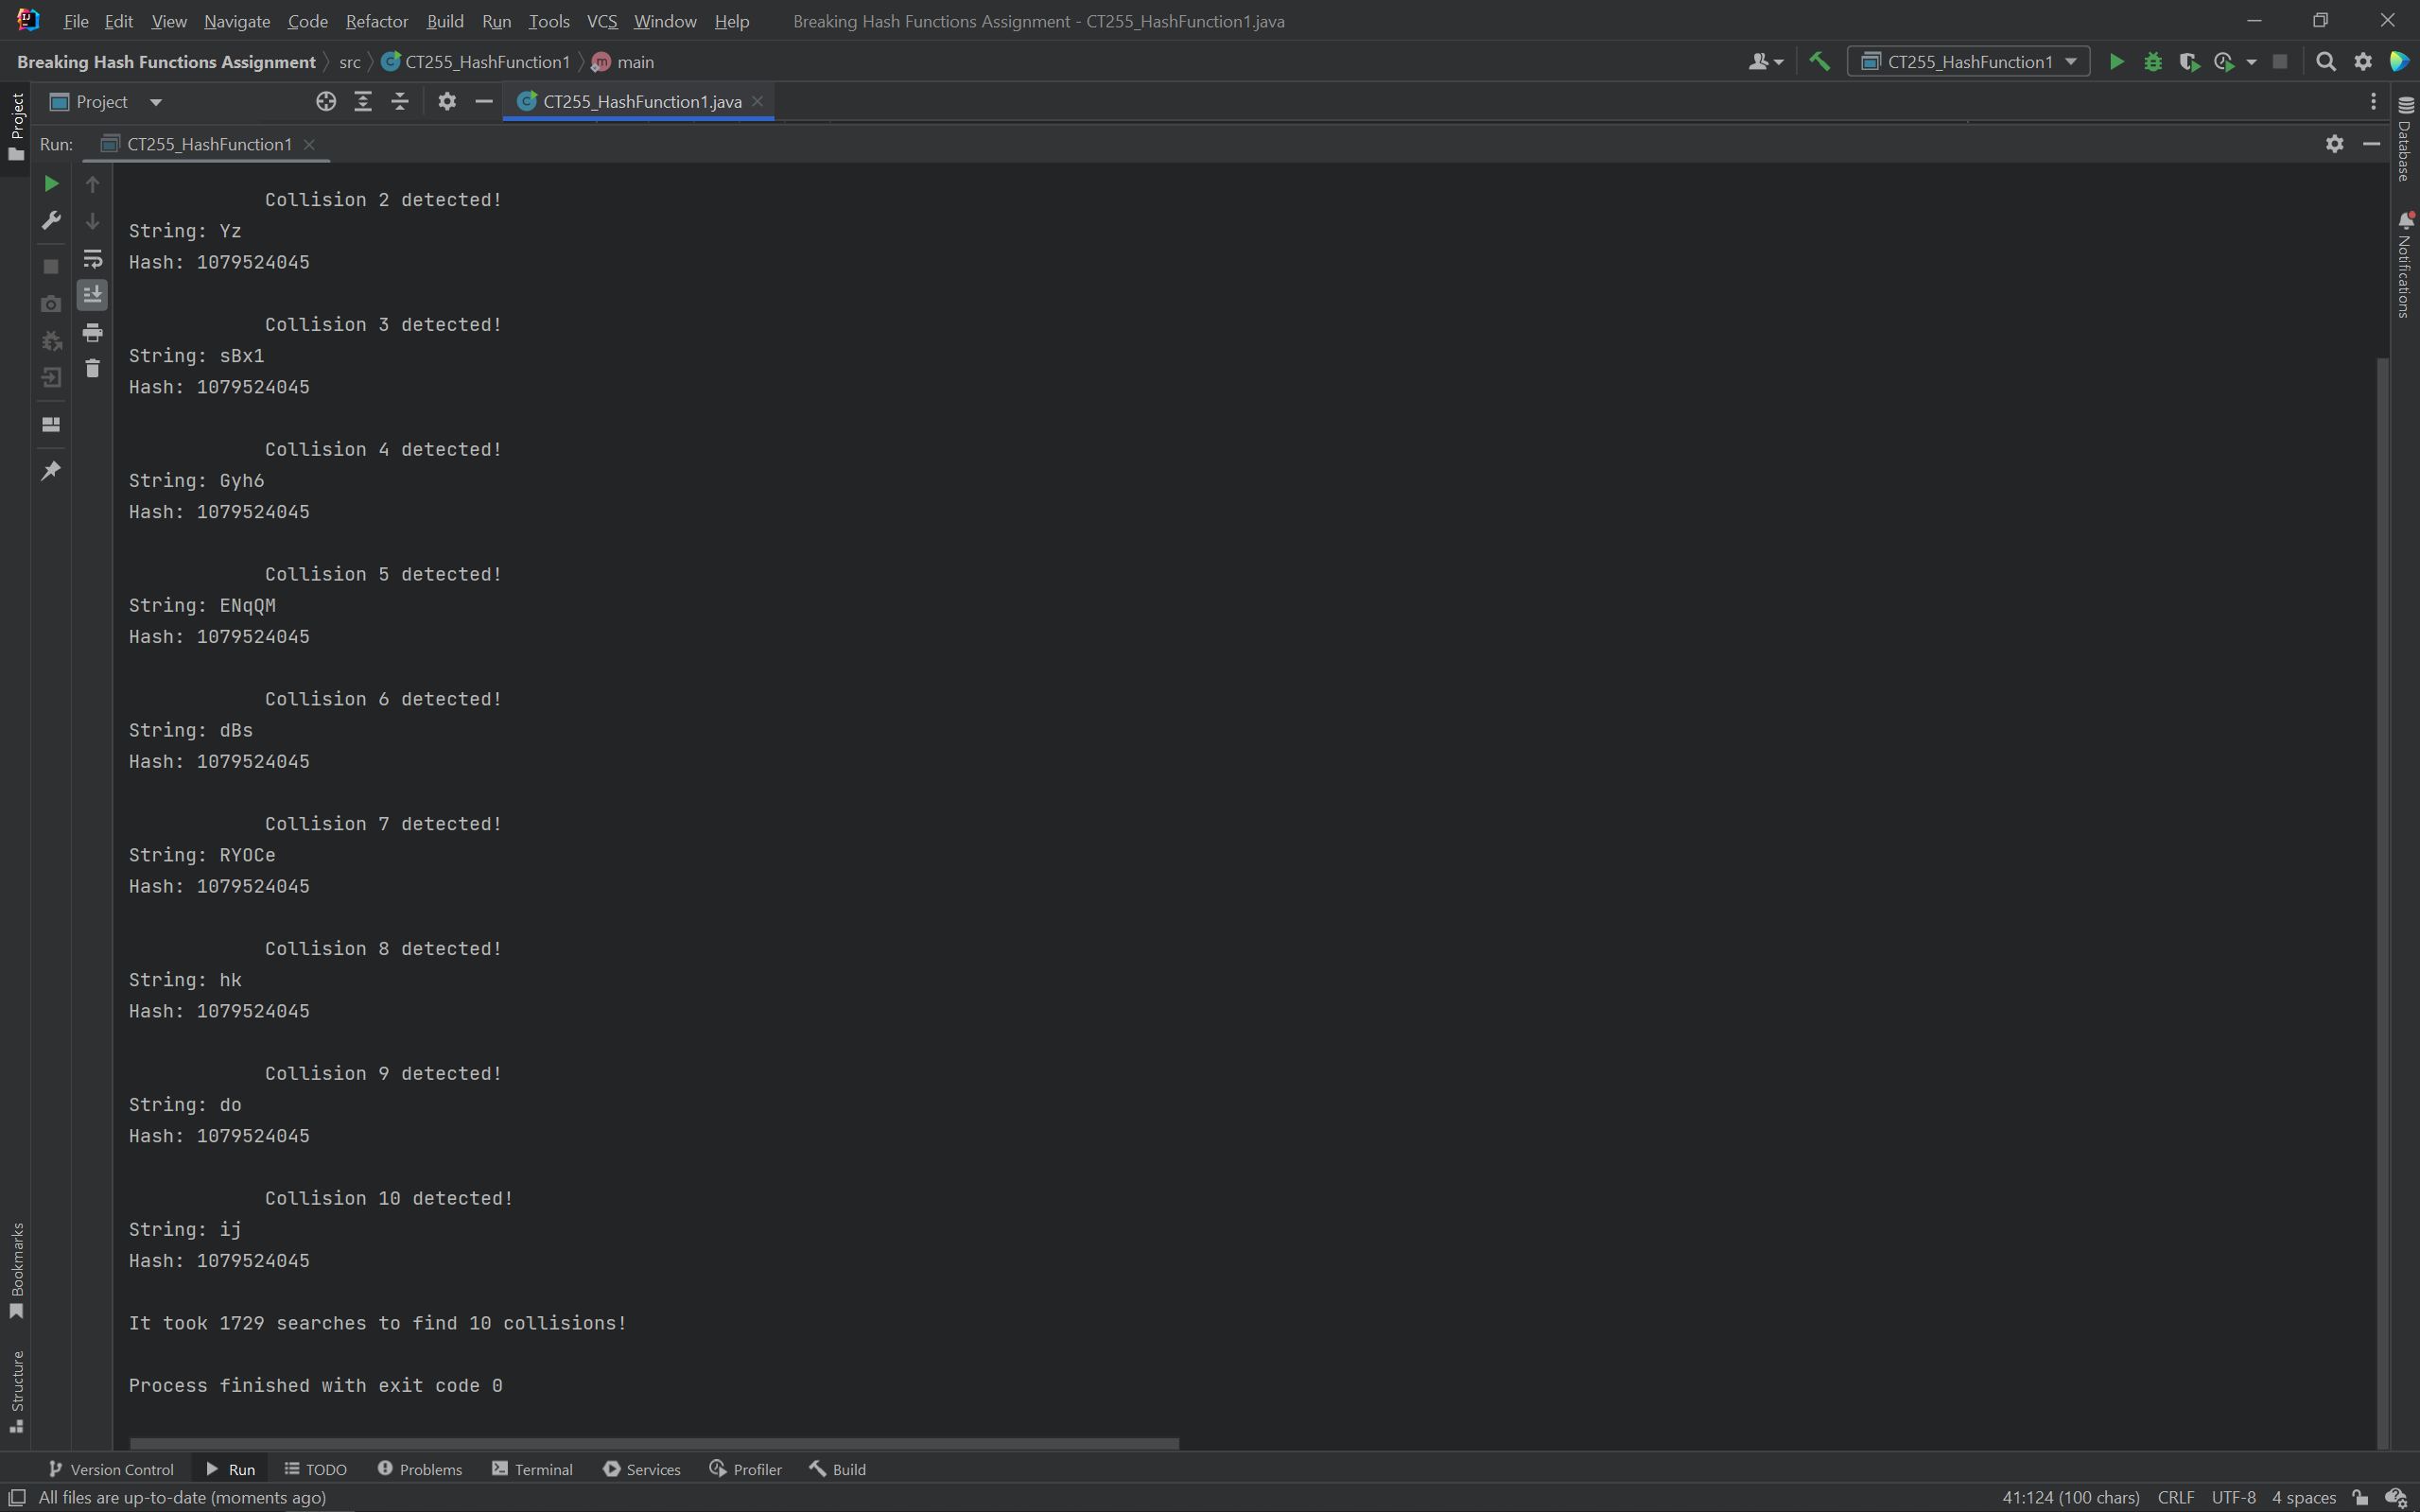 File Edit View Navigate Code Refactor Build Run Tools VCS Window Help Breaking Hash Functions Assignment - CT255_HashFunction1.java
Breaking Hash Functions Assignment src CT255_HashFunction1 main CT255_HashFunction1
Project Project CT255_HashFunction1.java
Run: CT255_HashFunction1
Database
Notifications
Collision 2 detected!
String: Yz
Hash: 1079524045
Collision 3 detected!
String: sBx1
Hash: 1079524045
Collision 4 detected!
String: Gyh6
Hash: 1079524045
Collision 5 detected!
String: ENqQM
Hash: 1079524045
Collision 6 detected!
String: dBs
Hash: 1079524045
Collision 7 detected!
String: RYOCe
Hash: 1079524045
Collision 8 detected!
String: hk
Hash: 1079524045
Collision 9 detected!
String: do
Hash: 1079524045
Collision 10 detected!
String: ij
Hash: 1079524045
It took 1729 searches to find 10 collisions!
Process finished with exit code 0
Bookmarks
Structure
Version Control Run TODO Problems Terminal Services Profiler Build
All files are up-to-date (moments ago) 41:124 (100 chars) CRLF UTF-8 4 spaces